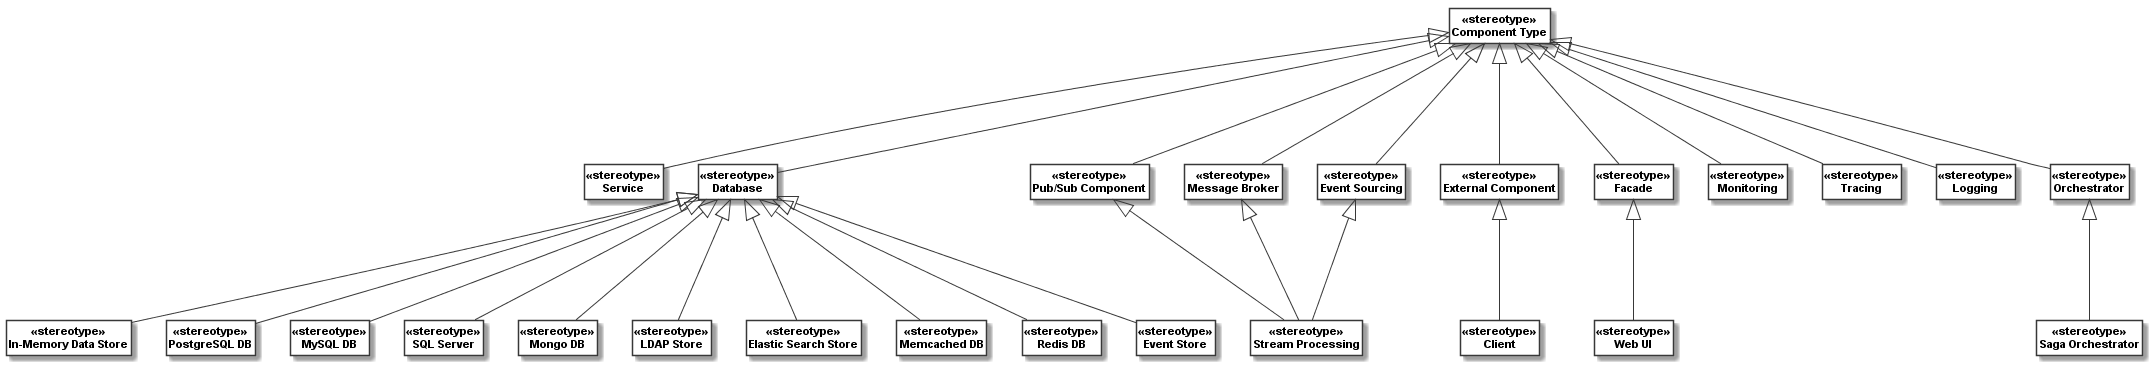 «stereotype»
Component Type
«stereotype»
Service
«stereotype»
Database
«stereotype»
Pub/Sub Component
«stereotype»
Message Broker
«stereotype»
Event Sourcing
«stereotype»
External Component
«stereotype»
Facade
«stereotype»
Monitoring
«stereotype»
Tracing
«stereotype»
Logging
«stereotype»
Orchestrator
«stereotype»
In-Memory Data Store
«stereotype»
PostgreSQL DB
«stereotype»
MySQL DB
«stereotype»
SQL Server
«stereotype»
Mongo DB
«stereotype»
LDAP Store
«stereotype»
Elastic Search Store
«stereotype»
Memcached DB
«stereotype»
Redis DB
«stereotype»
Event Store
«stereotype»
Stream Processing
«stereotype»
Client
«stereotype»
Web UI
«stereotype»
Saga Orchestrator